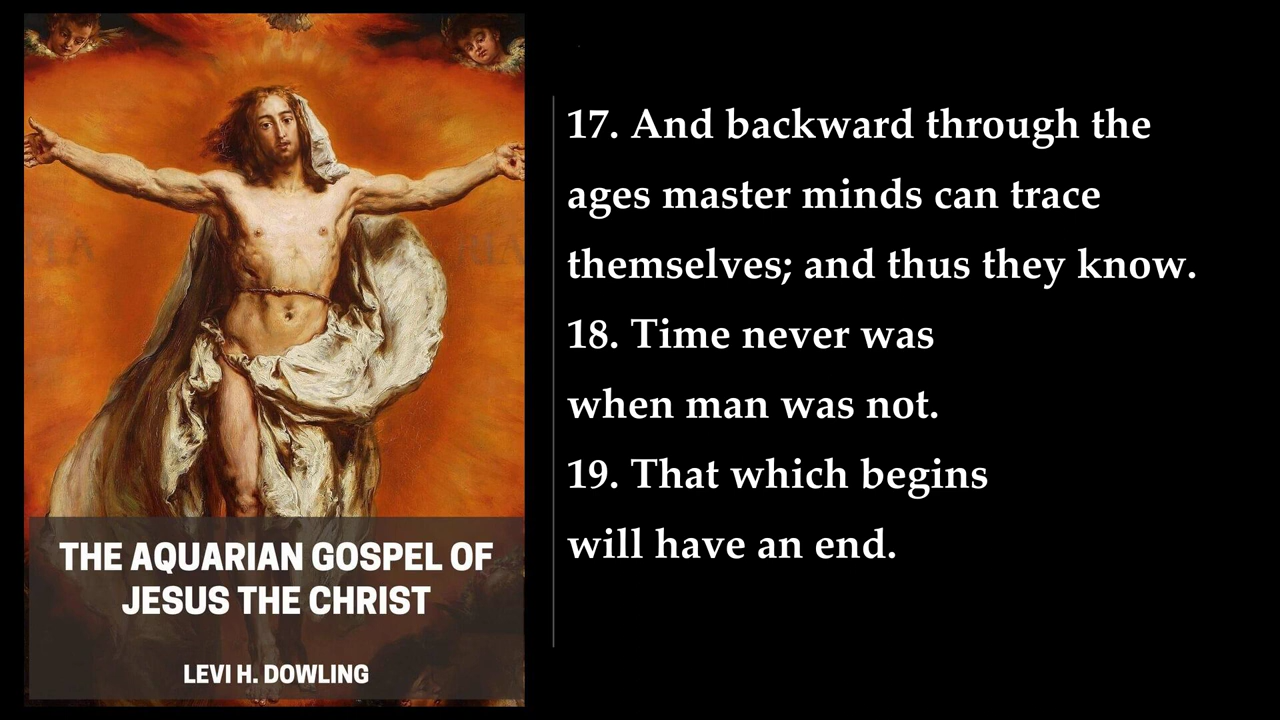 THE AQUARIAN GOSPEL OF
JESUS THE CHRIST
LEVI H. DOWLING
17. And backward through the
ages master minds can trace
themselves; and thus they know.
18. Time never was
when man was not.
19. That which begins
will have an end.